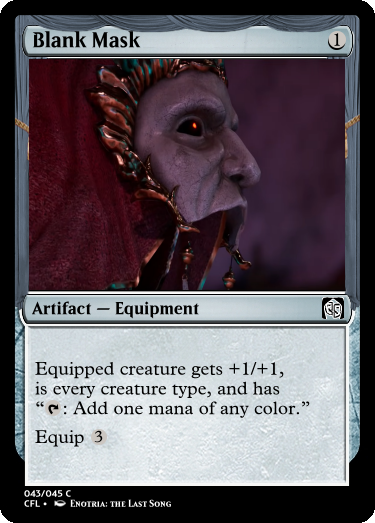 Blank Mask 1
Artifact — Equipment
Equipped creature gets +1/+1,
is every creature type, and has
“: Add one mana of any color.”
Equip 3
043/045 C
CFL • Enotria: the Last Song